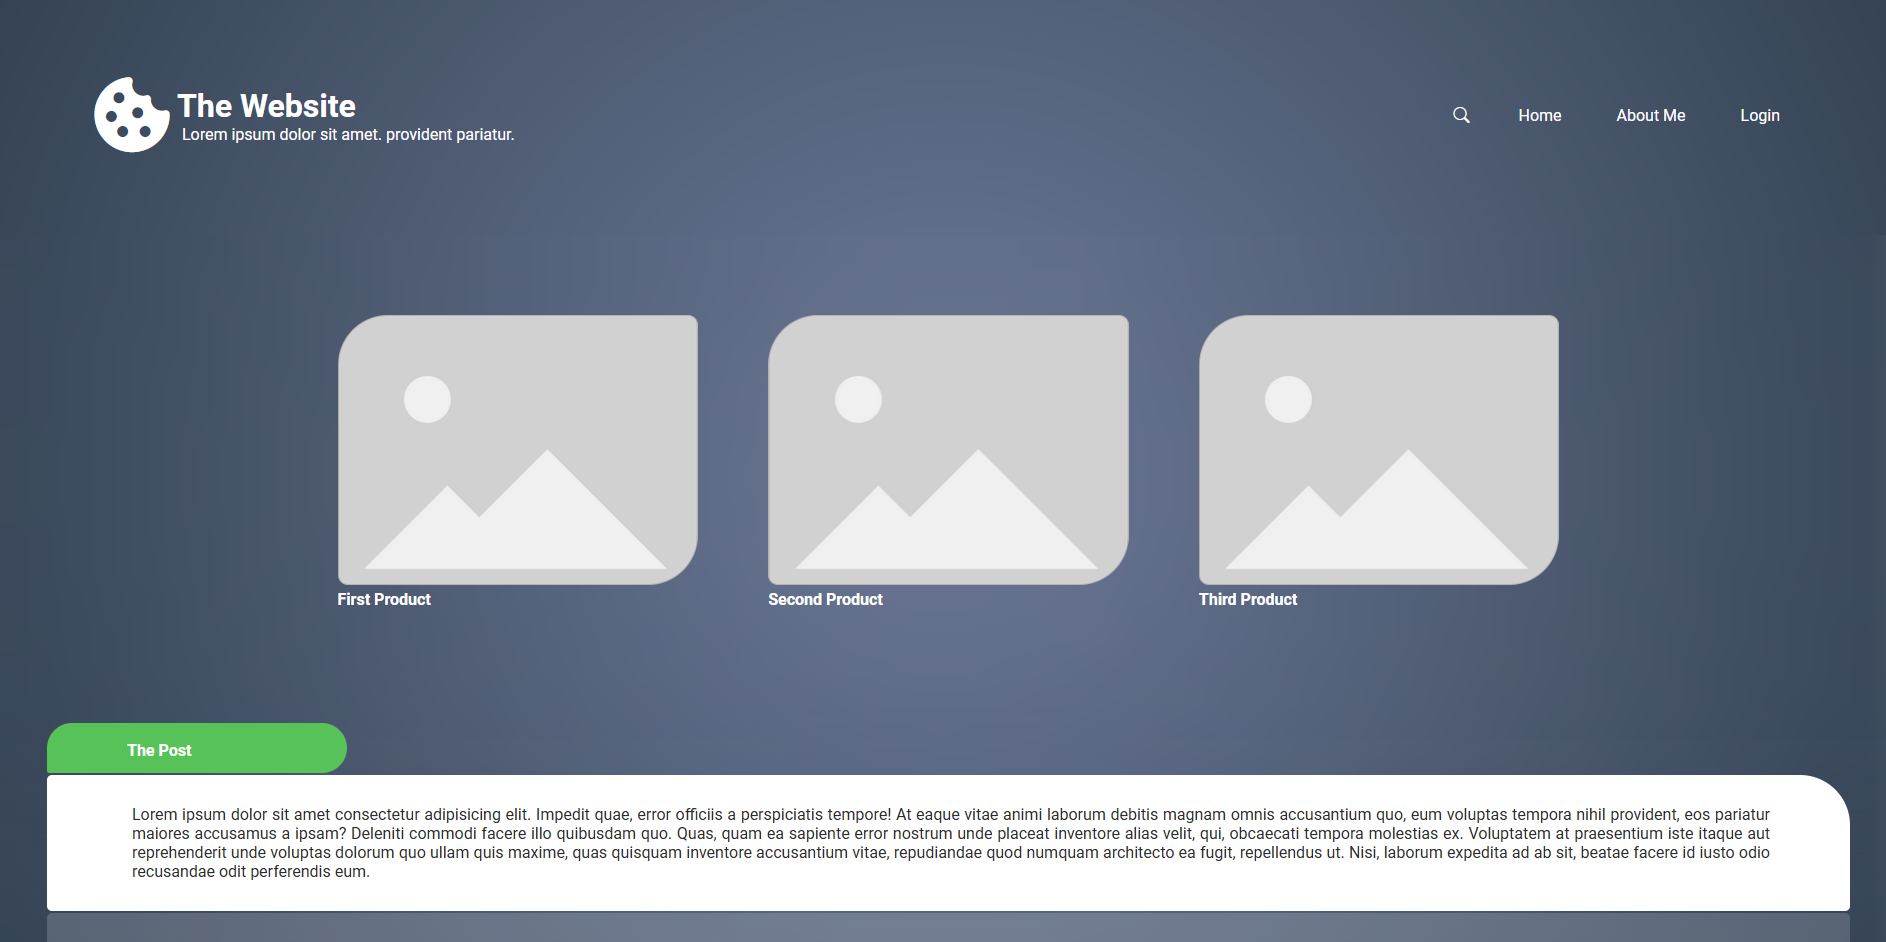 The Website
Lorem ipsum dolor sit amet. provident pariatur.
Home
About Me
Login
First Product
Second Product
Third Product
The Post
Lorem ipsum dolor sit amet consectetur adipisicing elit. Impedit quae, error officiis a perspiciatis tempore! At eaque vitae animi laborum debitis magnam omnis accusantium quo, eum voluptas tempora nihil provident, eos pariatur
maiores accusamus a ipsam? Deleniti commodi facere illo quibusdam quo. Quas, quam ea sapiente error nostrum unde placeat inventore alias velit, qui, obcaecati tempora molestias ex. Voluptatem at praesentium iste itaque aut
reprehenderit unde voluptas dolorum quo ullam quis maxime, quas quisquam inventore accusantium vitae, repudiandae quod numquam architecto ea fugit, repellendus ut. Nisi, laborum expedita ad ab sit, beatae facere id iusto odio
recusandae odit perferendis eum.